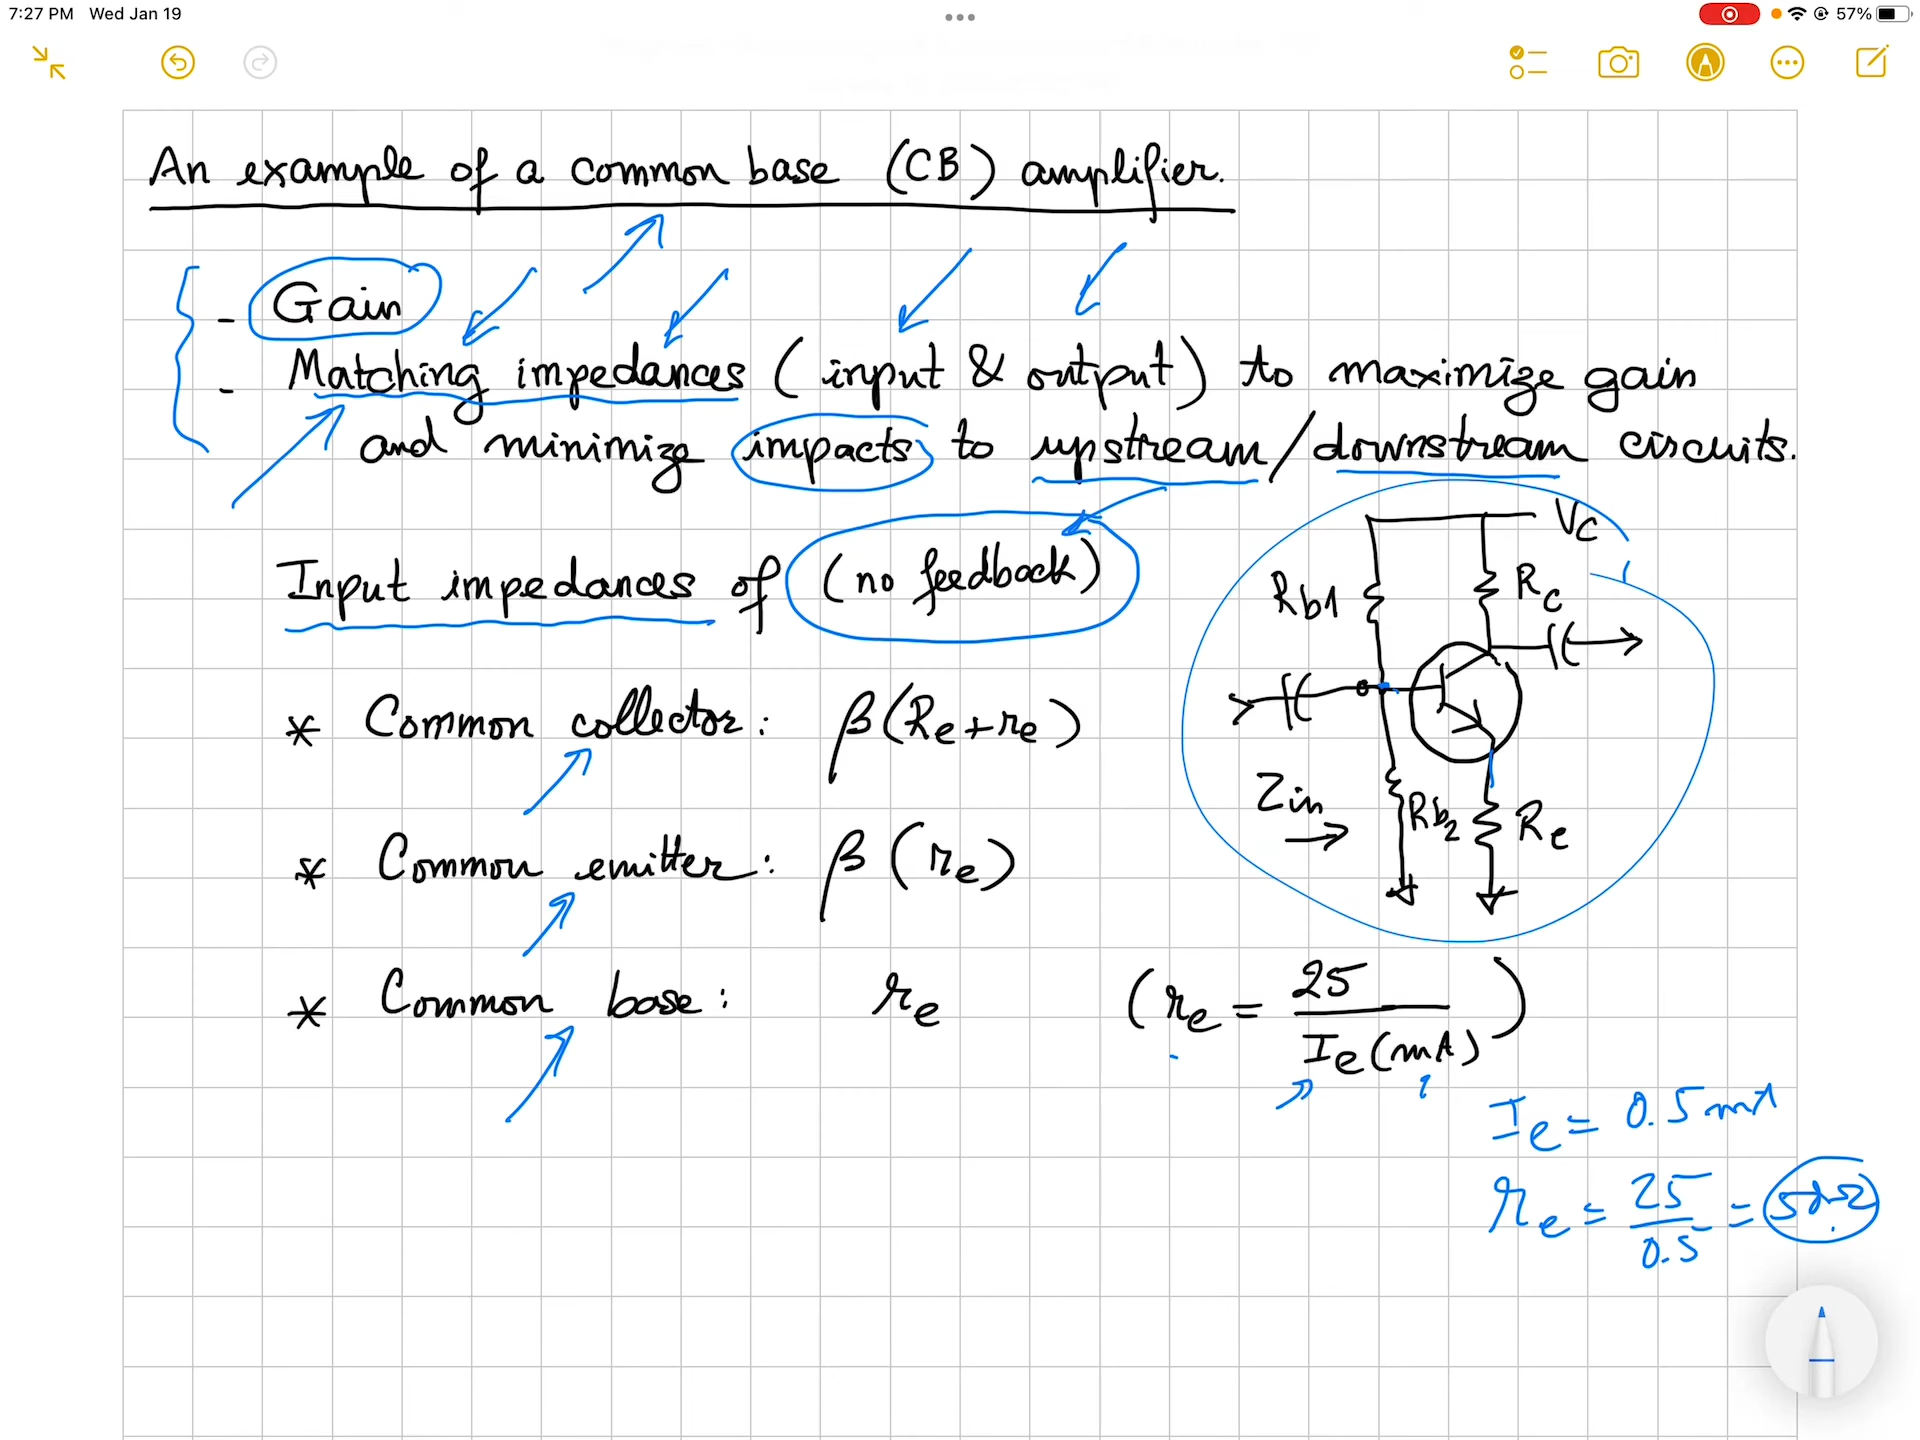 7:27 PM Wed Jan 19
57%
An example of a common base (CB) amplifier.
- Gain
- Matching impedances (input & output) to maximize gain
and minimize impacts to upstream/downstream circuits.
Input impedances of (no feedback)
* Common collector: β(Re+re)
* Common emitter: β(re)
* Common base: re (re = 25 / Ie(mA))
Vc
Rb1
Rc
Zin
Rb2
Re
Ie = 0.5mA
re = 25 / 0.5 = 50Ω